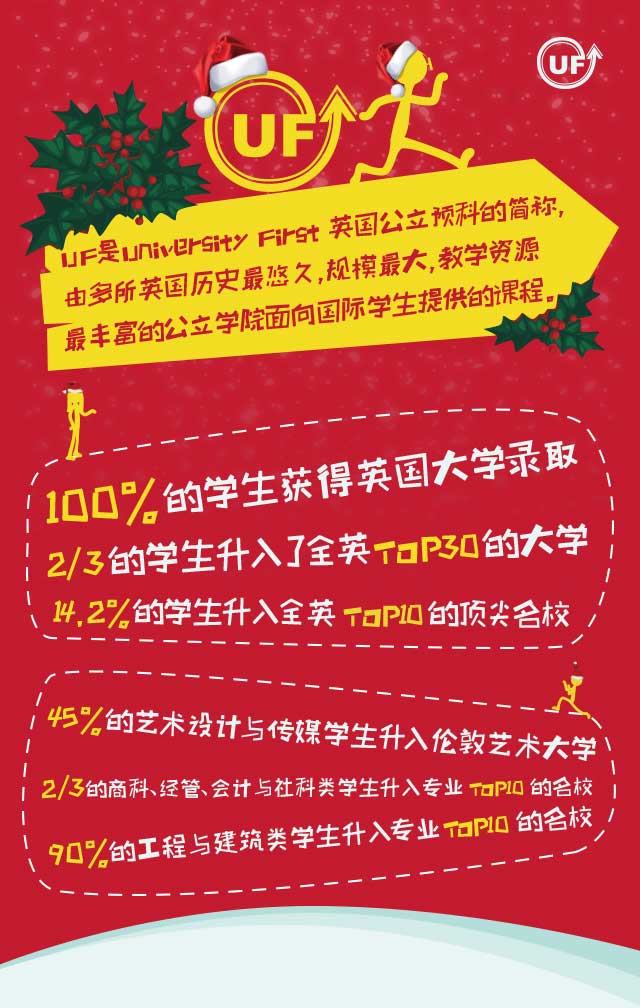 UF
UF
UF是University First 英国公立预科的简称,
由多所英国历史最悠久,规模最大,教学资源
最丰富的公立学院面向国际学生提供的课程。
100%的学生获得英国大学录取
2/3的学生升入了全英TOP30的大学
14,2%的学生升入全英 TOP10 的顶尖名校
45%的艺术设计与传媒学生升入伦敦艺术大学
2/3的商科、经管、会计与社科类学生升入专业 TOP10 的名校
90%的工程与建筑类学生升入专业TOP10 的名校